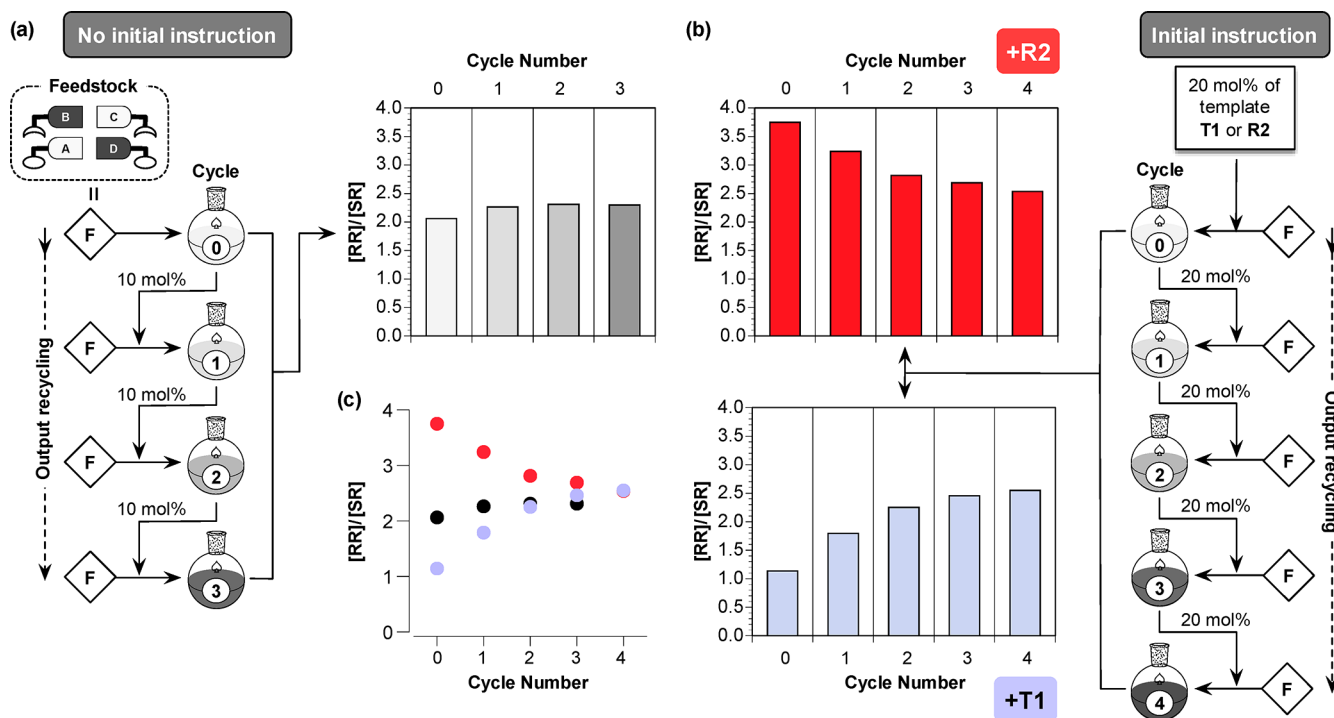 (a)
No initial instruction
Feedstock
B
C
A
D
=
Cycle
F
0
10 mol%
F
1
10 mol%
F
2
10 mol%
F
3
Output recycling
Cycle Number
0 1 2 3
[RR]/[SR]
4.0
3.5
3.0
2.5
2.0
1.5
1.0
0.5
0.0
(b)
+R2
Cycle Number
0 1 2 3 4
[RR]/[SR]
4.0
3.5
3.0
2.5
2.0
1.5
1.0
0.5
0.0
(c)
[RR]/[SR]
4
3
2
1
0
0 1 2 3 4
Cycle Number
[RR]/[SR]
4.0
3.5
3.0
2.5
2.0
1.5
1.0
0.5
0.0
0 1 2 3 4
Cycle Number
+T1
Initial instruction
20 mol% of
template
T1 or R2
Cycle
0
F
20 mol%
1
F
20 mol%
2
F
20 mol%
3
F
20 mol%
4
F
Output recycling